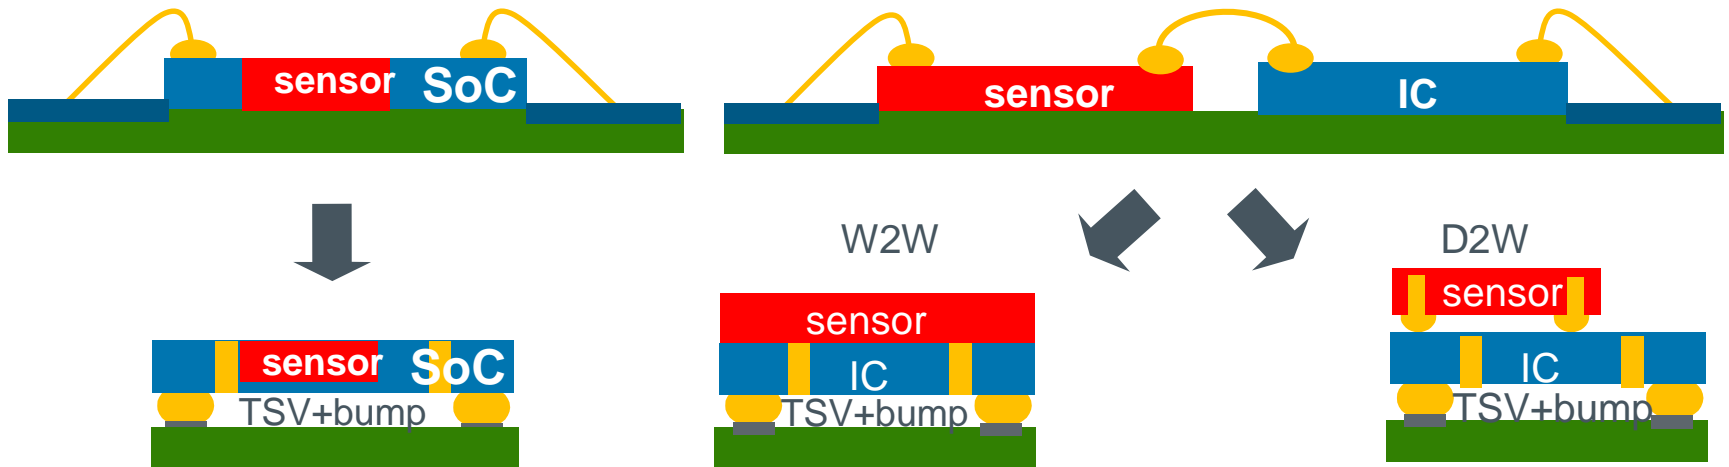 sensor SoC
sensor
IC
W2W
D2W
sensor
sensor
sensor SoC
IC
IC
TSV+bump
TSV+bump
TSV+bump